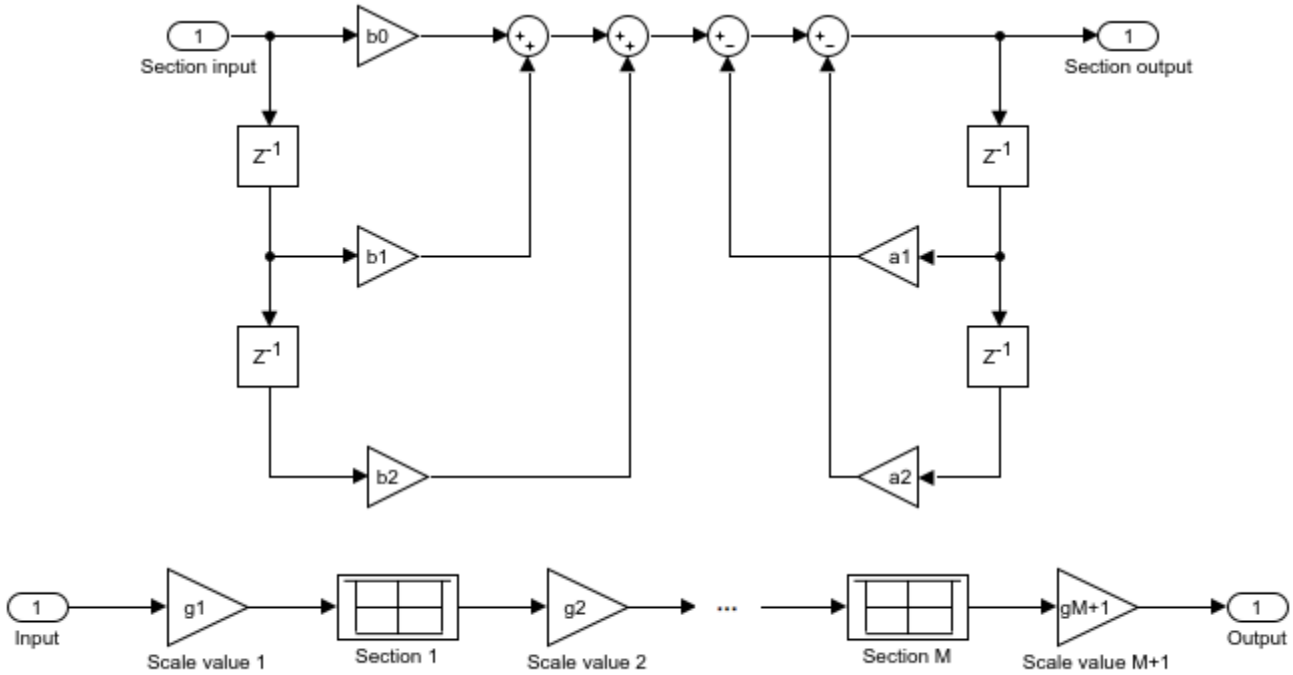 1
b0
+
+
+
+
+
−
+
−
1
Section input
Section output
Z⁻¹
Z⁻¹
b1
a1
Z⁻¹
Z⁻¹
b2
a2
1
g1
g2
...
gM+1
1
Input
Scale value 1
Section 1
Scale value 2
Section M
Scale value M+1
Output